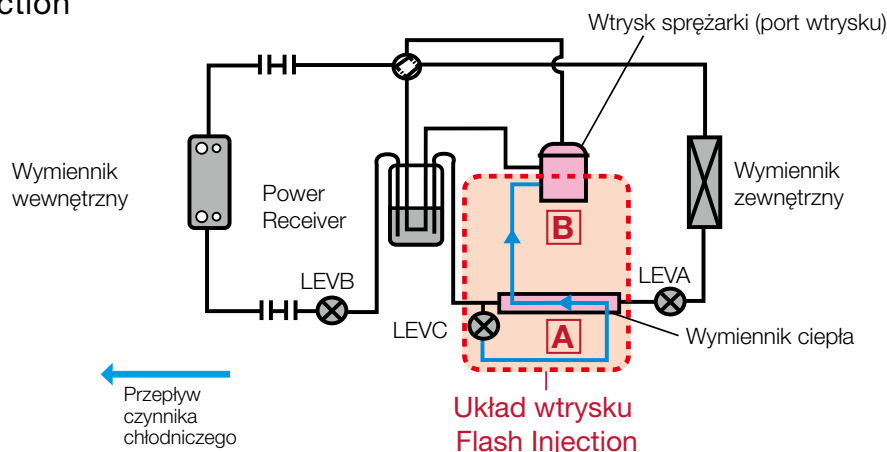 ction
Wtrysk sprężarki (port wtrysku)
Wymiennik
wewnętrzny
Power
Receiver
Wymiennik
zewnętrzny
B
LEVB
LEVA
LEVC
A
Wymiennik ciepła
Przepływ
czynnika
chłodniczego
Układ wtrysku
Flash Injection